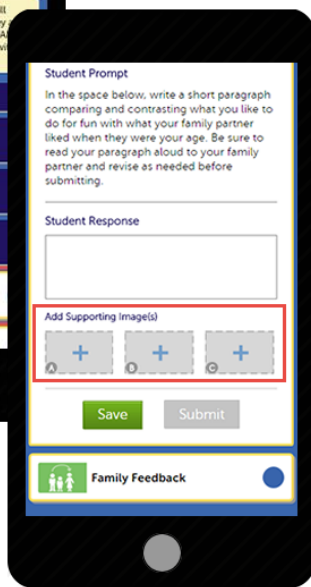 Student Prompt
In the space below, write a short paragraph
comparing and contrasting what you like to
do for fun with what your family partner
liked when they were your age. Be sure to
read your paragraph aloud to your family
partner and revise as needed before
submitting.
Student Response
Add Supporting Image(s)
A B C
Save Submit
Family Feedback